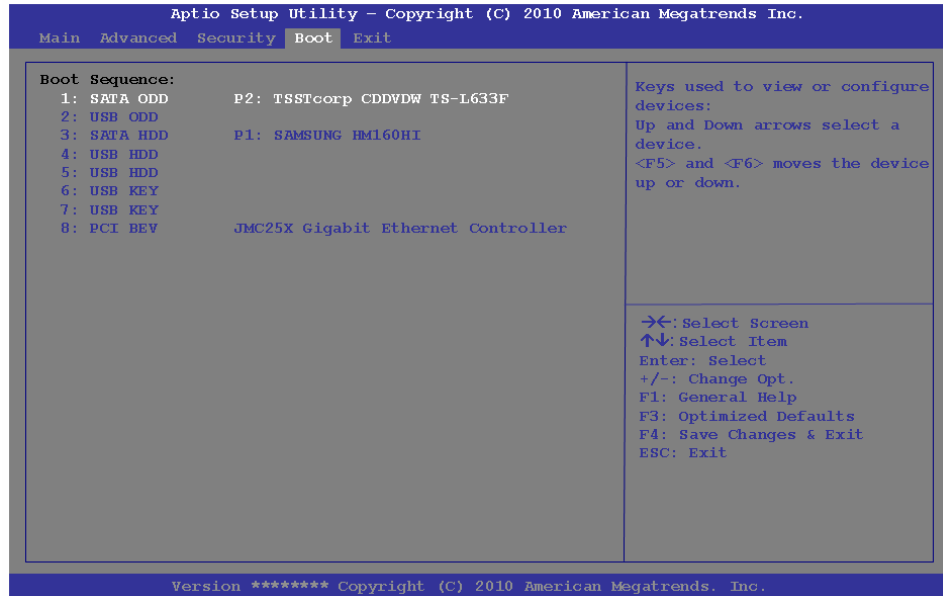 Aptio Setup Utility – Copyright (C) 2010 American Megatrends Inc.
Main Advanced Security Boot Exit
Boot Sequence:
1: SATA ODD P2: TSSTcorp CDDVDW TS-L633F
2: USB ODD
3: SATA HDD P1: SAMSUNG HM160HI
4: USB HDD
5: USB HDD
6: USB KEY
7: USB KEY
8: PCI BEV JMC25X Gigabit Ethernet Controller
Keys used to view or configure
devices:
Up and Down arrows select a
device.
<F5> and <F6> moves the device
up or down.
→←:Select Screen
↑↓:Select Item
Enter: Select
+/-: Change Opt.
F1: General Help
F3: Optimized Defaults
F4: Save Changes & Exit
ESC: Exit
Version ******** Copyright (C) 2010 American Megatrends. Inc.